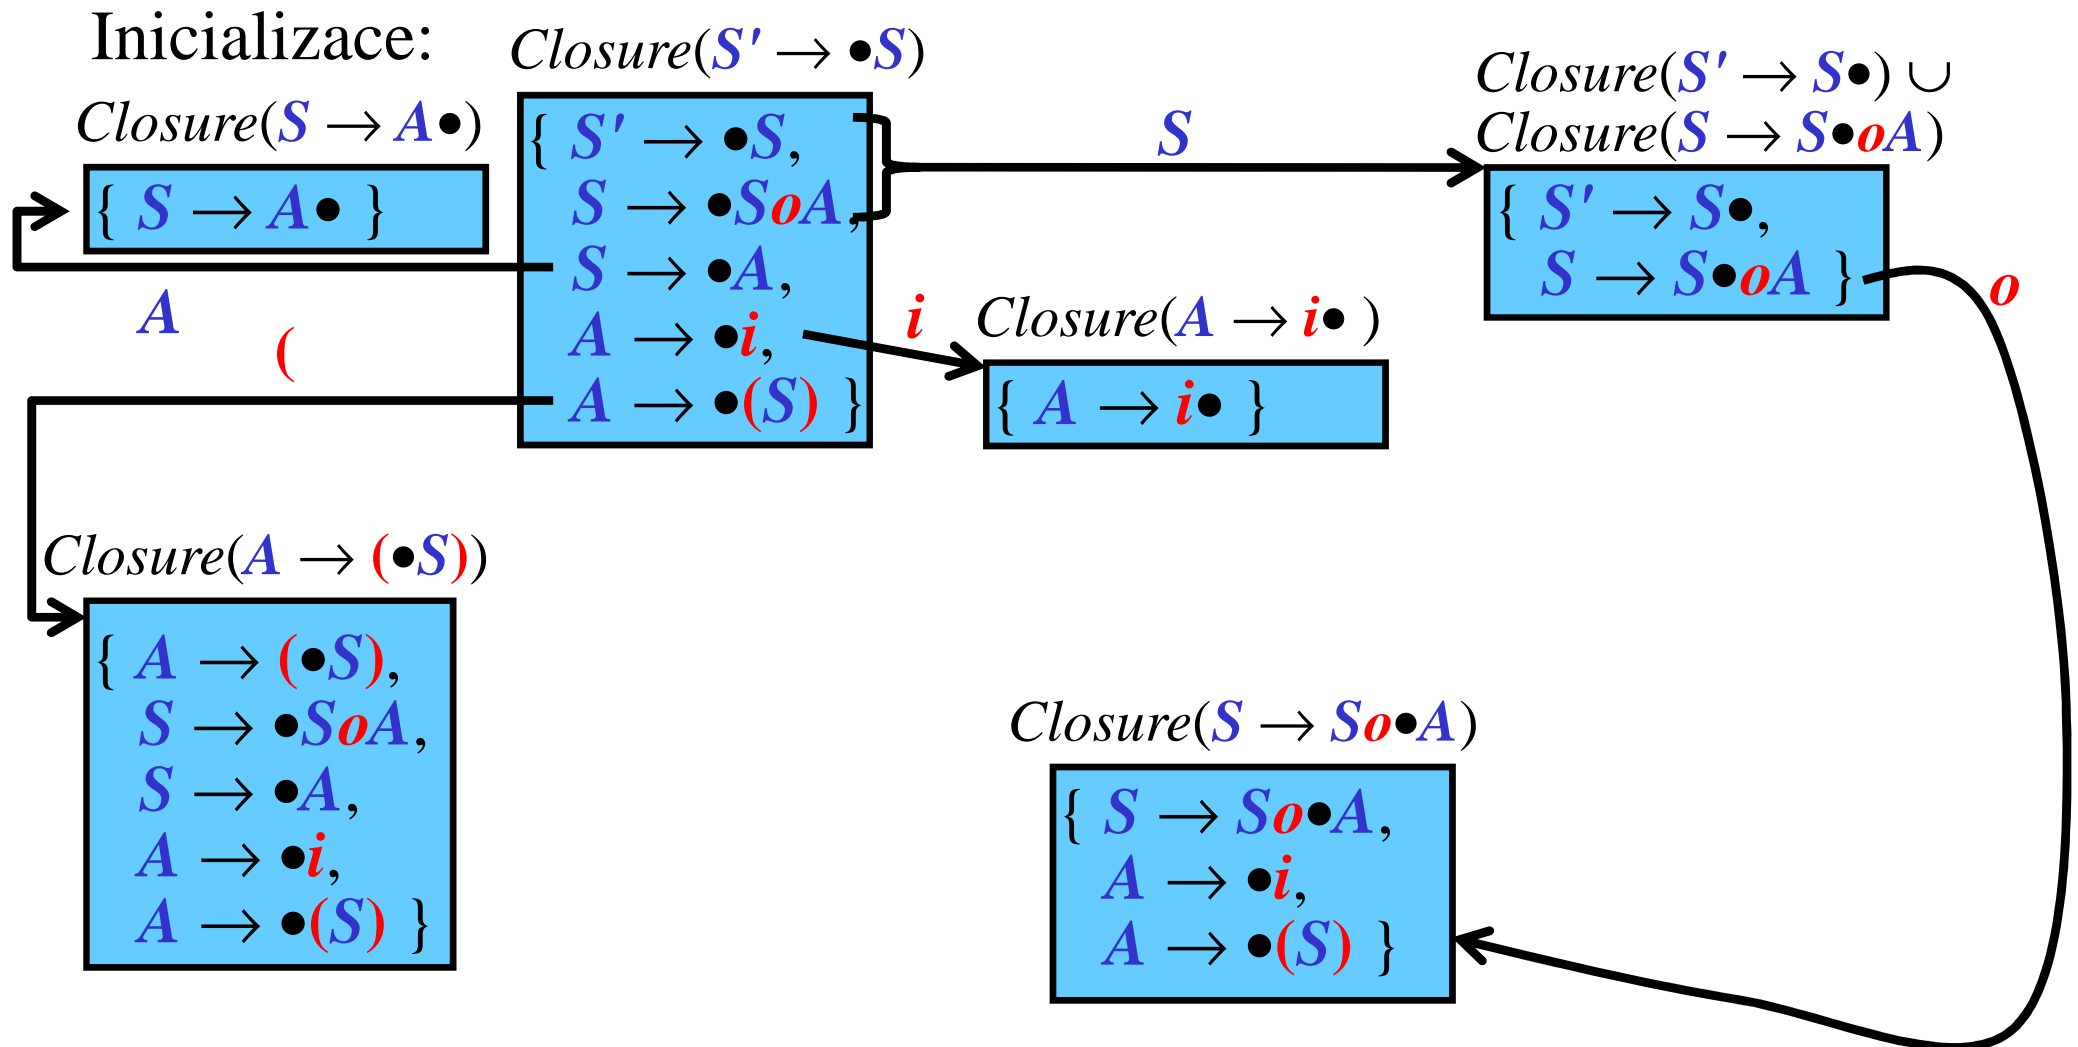 Inicializace:
Closure(S → A•)
{ S → A• }
A
(
Closure(S' → •S)
{ S' → •S,
S → •SoA,
S → •A,
A → •i,
A → •(S) }
S
Closure(S' → S•) ∪
Closure(S → S•oA)
{ S' → S•,
S → S•oA }
o
i
Closure(A → i• )
{ A → i• }
Closure(A → (•S))
{ A → (•S),
S → •SoA,
S → •A,
A → •i,
A → •(S) }
Closure(S → So•A)
{ S → So•A,
A → •i,
A → •(S) }